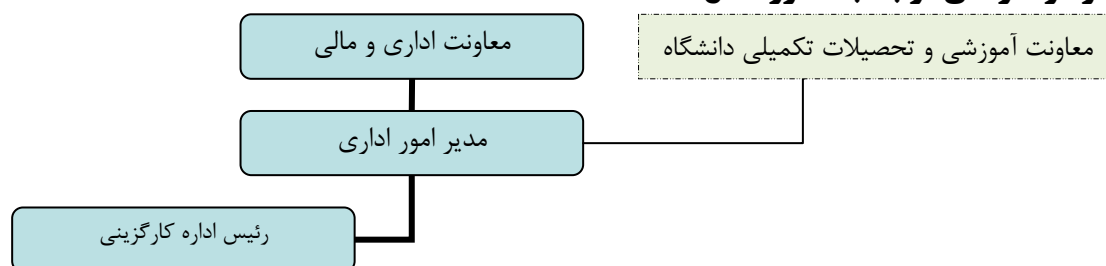 معاونت آموزشی و تحصیلات تکمیلی دانشگاه
معاونت اداری و مالی
مدیر امور اداری
رئیس اداره کارگزینی